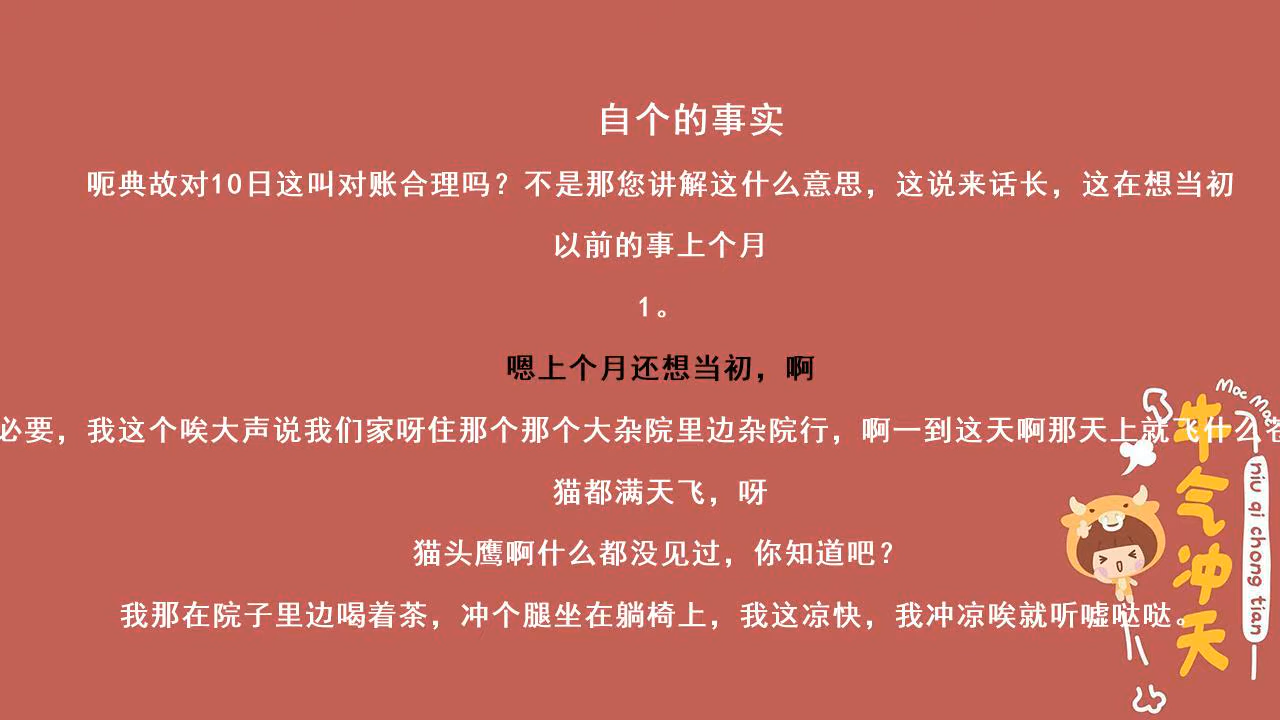 自个的事实
呃典故对10日这叫对账合理吗？不是那您讲解这什么意思，这说来话长，这在想当初
以前的事上个月
1。
嗯上个月还想当初，啊
必要，我这个唉大声说我们家呀住那个那个大杂院里边杂院行，啊一到这天啊那天上就飞什么
猫都满天飞，呀
猫头鹰啊什么都没见过，你知道吧？
我那在院子里边喝着茶，冲个腿坐在躺椅上，我这凉快，我冲凉唉就听嘘哒哒。
Moc Moc
牛气冲天
niu qi chong tian